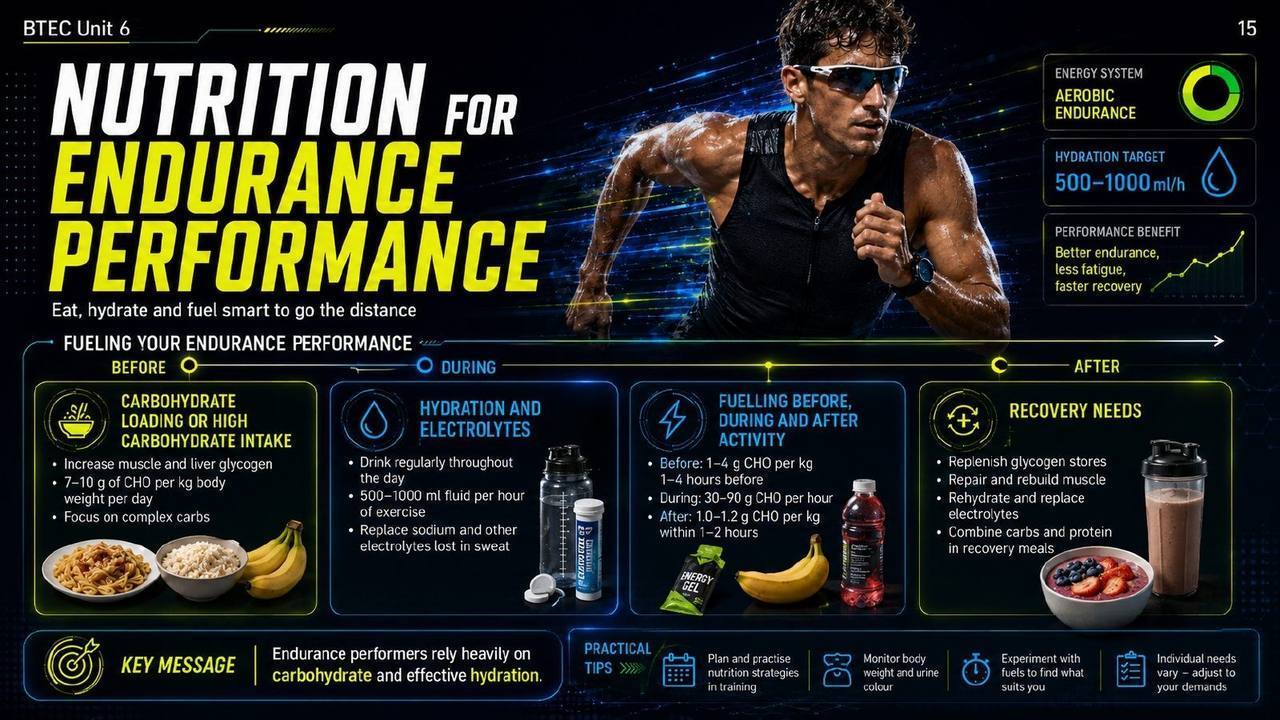 BTEC Unit 6
15
NUTRITION FOR
ENDURANCE
PERFORMANCE
Eat, hydrate and fuel smart to go the distance
ENERGY SYSTEM
AEROBIC
ENDURANCE
HYDRATION TARGET
500–1000 ml/h
PERFORMANCE BENEFIT
Better endurance,
less fatigue,
faster recovery
FUELING YOUR ENDURANCE PERFORMANCE
BEFORE
DURING
AFTER
CARBOHYDRATE
LOADING OR HIGH
CARBOHYDRATE INTAKE
• Increase muscle and liver glycogen
• 7–10 g of CHO per kg body
weight per day
• Focus on complex carbs
HYDRATION AND
ELECTROLYTES
• Drink regularly throughout
the day
• 500–1000 ml fluid per hour
of exercise
• Replace sodium and other
electrolytes lost in sweat
FUELLING BEFORE,
DURING AND AFTER
ACTIVITY
• Before: 1–4 g CHO per kg
1–4 hours before
• During: 30–90 g CHO per hour
• After: 1.0–1.2 g CHO per kg
within 1–2 hours
ENERGY
GEL
RECOVERY NEEDS
• Replenish glycogen stores
• Repair and rebuild muscle
• Rehydrate and replace
electrolytes
• Combine carbs and protein
in recovery meals
KEY MESSAGE
Endurance performers rely heavily on
carbohydrate and effective hydration.
PRACTICAL
TIPS
Plan and practise
nutrition strategies
in training
Monitor body
weight and urine
colour
Experiment with
fuels to find what
suits you
Individual needs
vary – adjust to
your demands